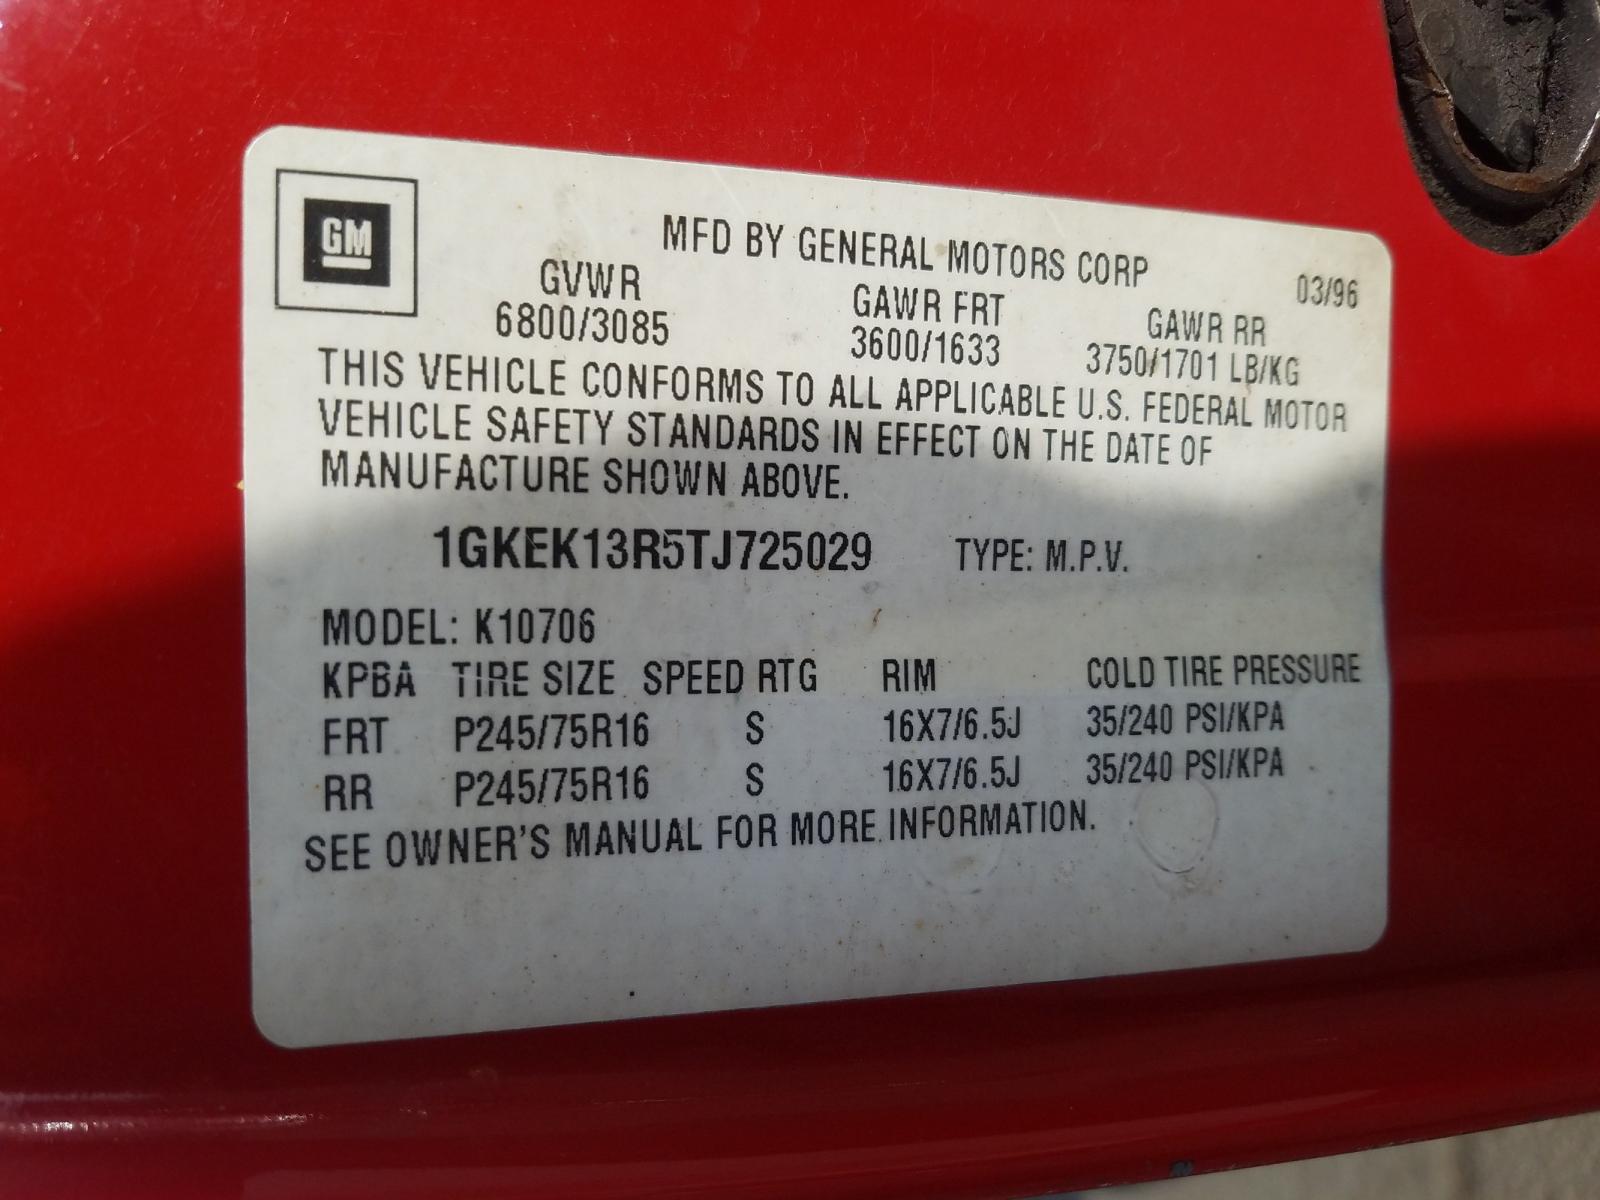 GM
MFD BY GENERAL MOTORS CORP
03/96
GVWR GAWR FRT GAWR RR
6800/3085 3600/1633 3750/1701 LB/KG
THIS VEHICLE CONFORMS TO ALL APPLICABLE U.S. FEDERAL MOTOR
VEHICLE SAFETY STANDARDS IN EFFECT ON THE DATE OF
MANUFACTURE SHOWN ABOVE.
1GKEK13R5TJ725029 TYPE: M.P.V.
MODEL: K10706
KPBA TIRE SIZE SPEED RTG RIM COLD TIRE PRESSURE
FRT P245/75R16 S 16X7/6.5J 35/240 PSI/KPA
RR P245/75R16 S 16X7/6.5J 35/240 PSI/KPA
SEE OWNER'S MANUAL FOR MORE INFORMATION.